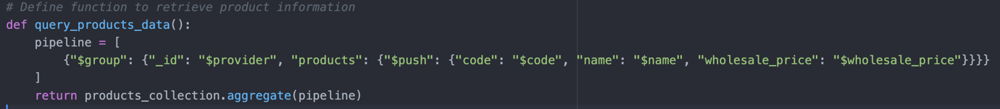 # Define function to retrieve product information
def query_products_data():
    pipeline = [
        {"$group": {"_id": "$provider", "products": {"$push": {"code": "$code", "name": "$name", "wholesale_price": "$wholesale_price"}}}}
    ]
    return products_collection.aggregate(pipeline)